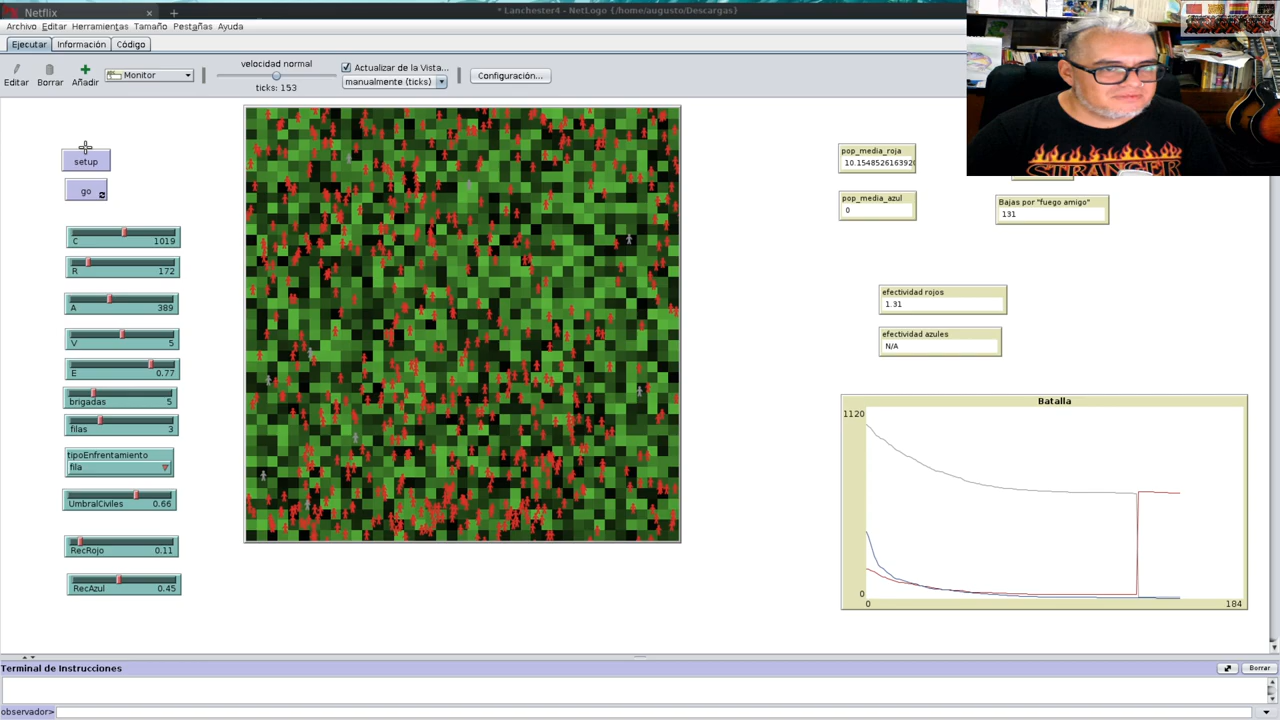 Netflix
× +
* Lanchester4 - NetLogo {/home/augusto/Descargas}
Archivo Editar Herramientas Tamaño Pestañas Ayuda
Ejecutar Información Código
Editar Borrar Añadir
Monitor
velocidad normal
ticks: 153
Actualizar de la Vista...
manualmente (ticks)
Configuración...
setup
go
C 1019
R 172
A 389
V 5
E 0.77
brigadas 5
filas 3
tipoEnfrentamiento
fila
UmbralCiviles 0.66
RecRojo 0.11
RecAzul 0.45
pop_media_roja
10.1548526163920
pop_media_azul
0
Bajas por "fuego amigo"
131
efectividad rojos
1.31
efectividad azules
N/A
Batalla
1120
0
0 184
STRANGER
Terminal de Instrucciones
Borrar
observador>